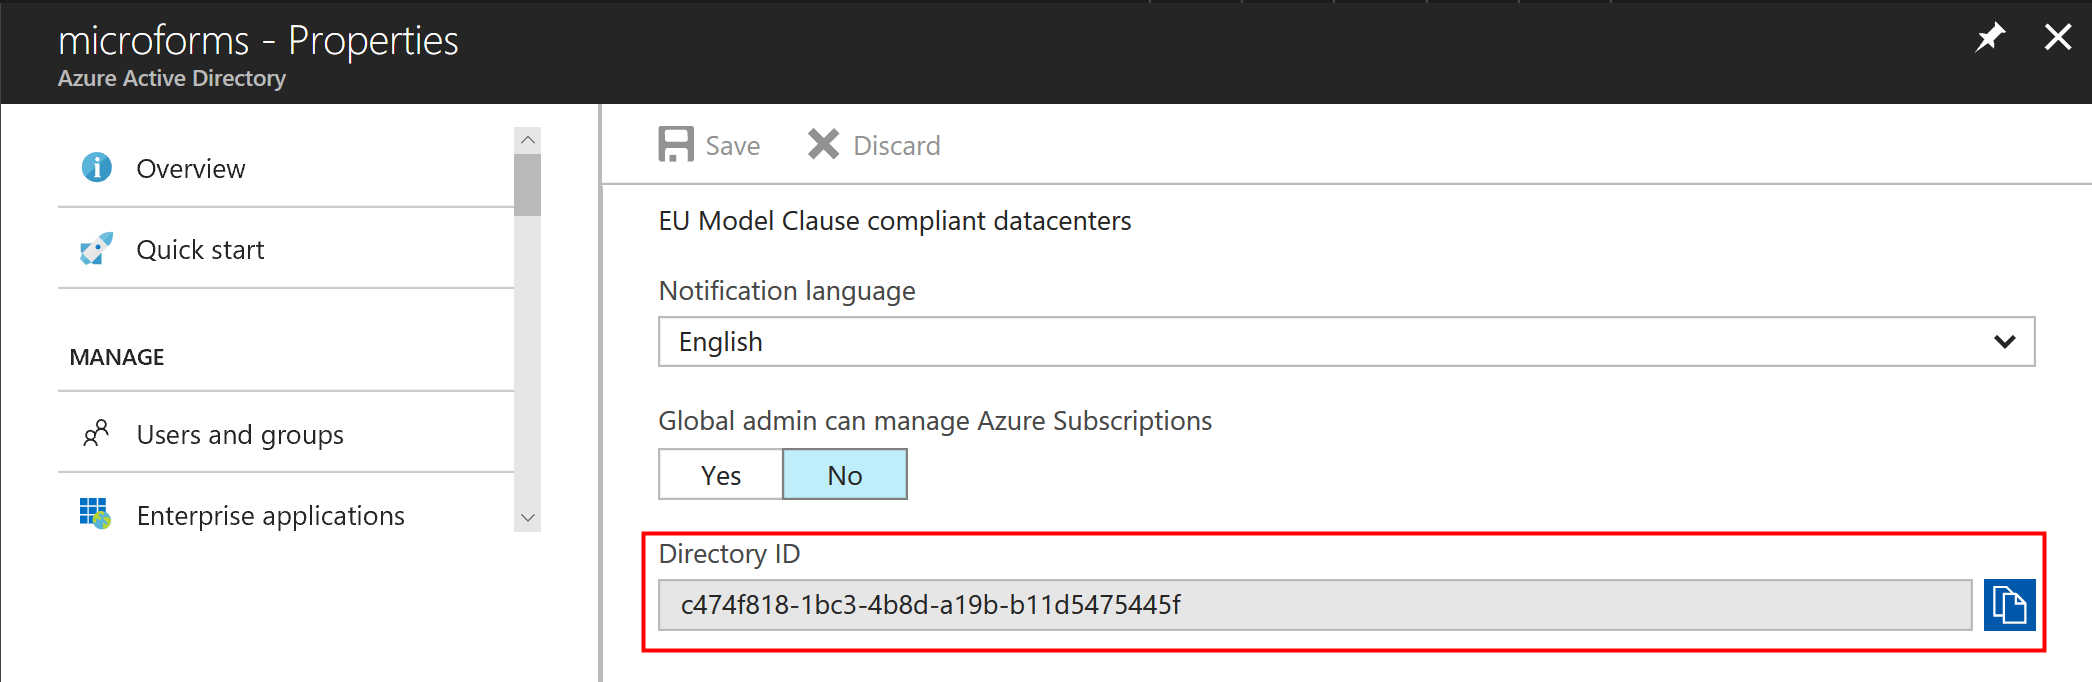 microforms - Properties
Azure Active Directory
Overview
Quick start
MANAGE
Users and groups
Enterprise applications
Save
Discard
EU Model Clause compliant datacenters
Notification language
English
Global admin can manage Azure Subscriptions
Yes
No
Directory ID
c474f818-1bc3-4b8d-a19b-b11d5475445f